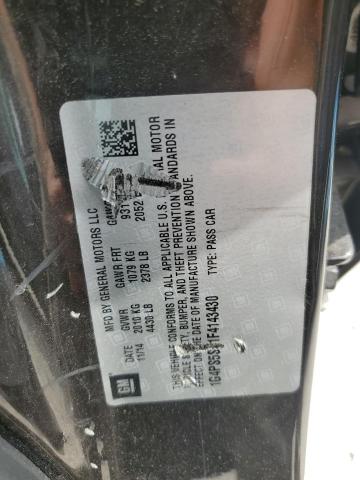 GM
MFD BY GENERAL MOTORS LLC
DATE: GVWR GAWR FRT
11/14 2010 KG 1079 KG 931
4430 LB 2378 LB 2052
THIS VEHICLE CONFORMS TO ALL APPLICABLE U.S. MOTOR
VEHICLE SAFETY, BUMPER, AND THEFT PREVENTION STANDARDS IN
EFFECT ON THE DATE OF MANUFACTURE SHOWN ABOVE.
TYPE: PASS CAR